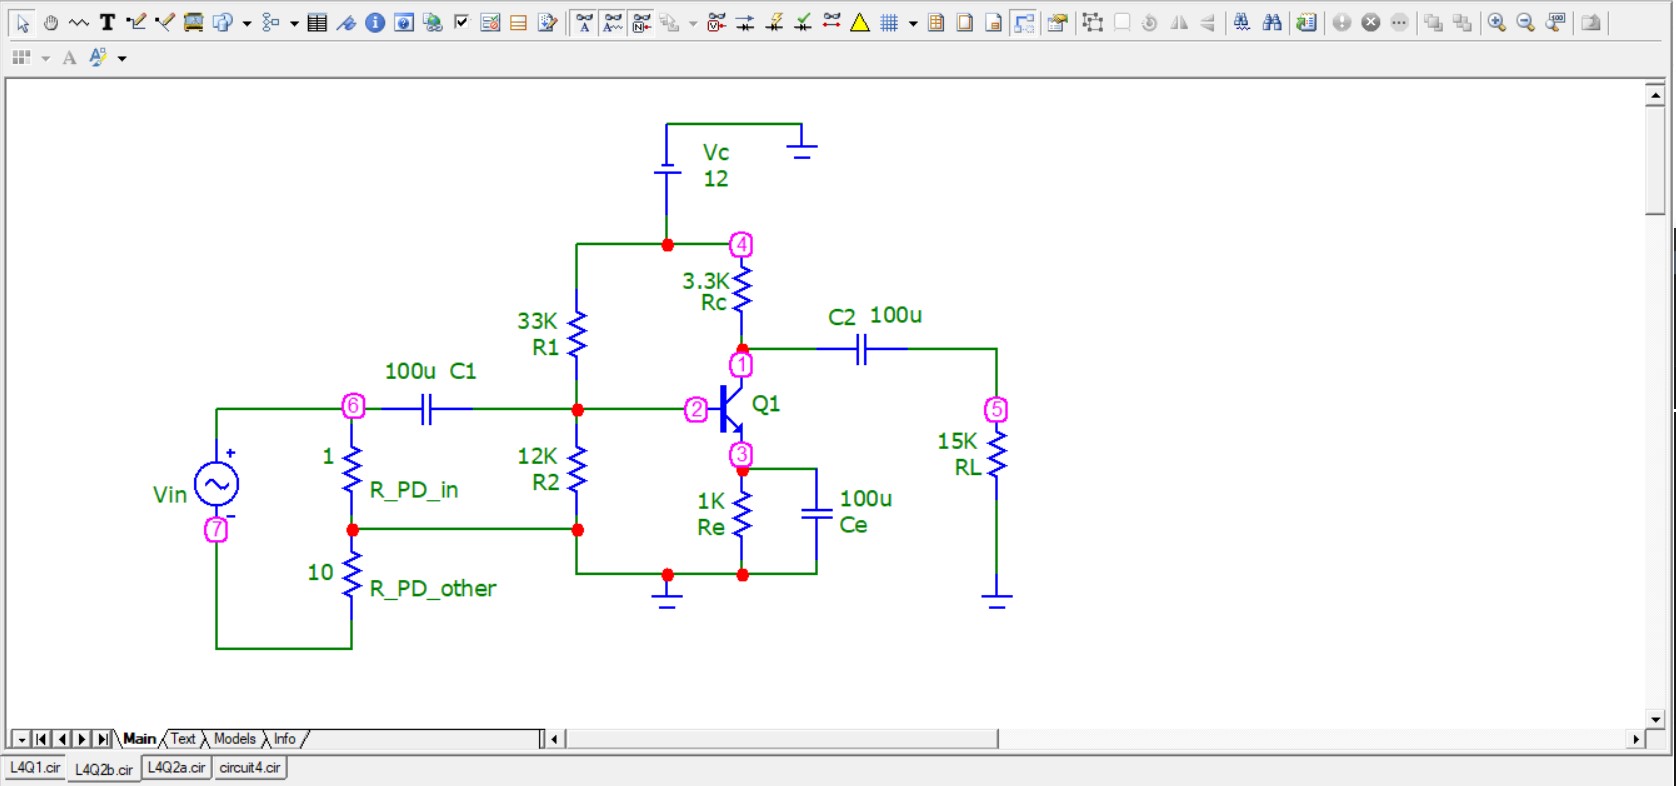 Vc
12
4
3.3K
Rc
33K
R1
C2 100u
1
100u C1
6
2
Q1
5
3
1
R_PD_in
12K
R2
15K
RL
Vin
+
-
7
1K
Re
100u
Ce
10
R_PD_other
Main Text Models Info
L4Q1.cir L4Q2b.cir L4Q2a.cir circuit4.cir